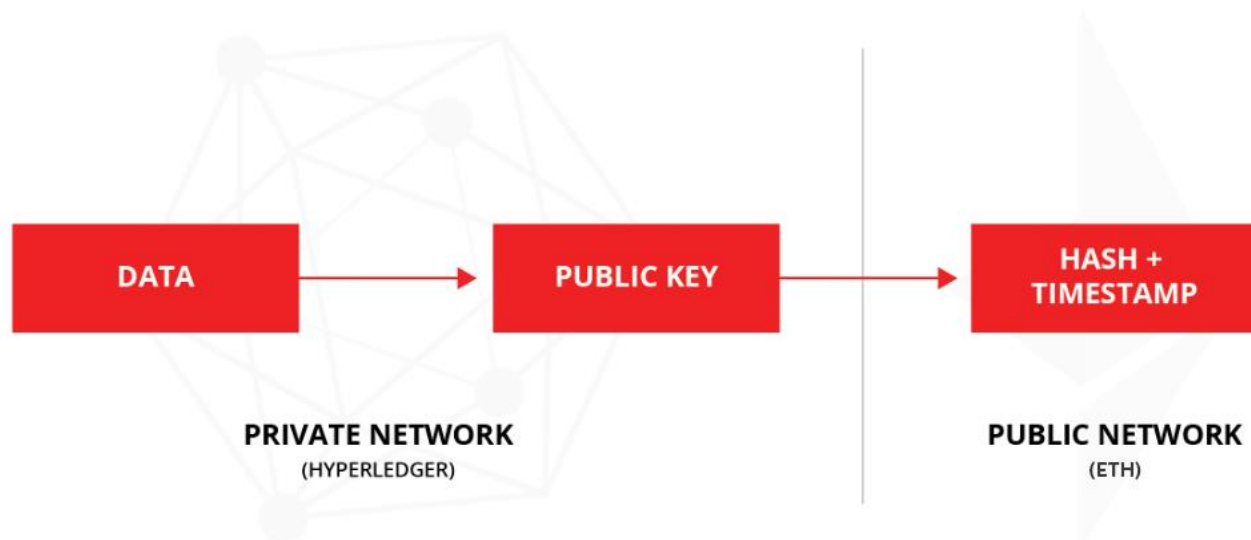 DATA
PUBLIC KEY
HASH +
TIMESTAMP
PRIVATE NETWORK
(HYPERLEDGER)
PUBLIC NETWORK
(ETH)